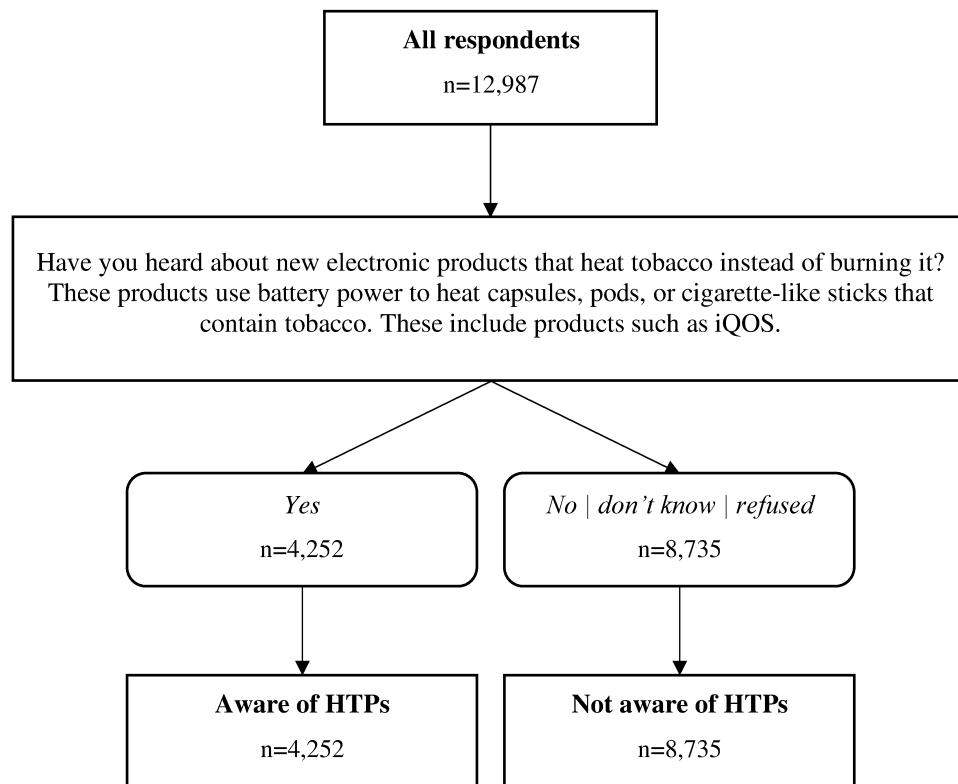 All respondents
n=12,987
Have you heard about new electronic products that heat tobacco instead of burning it?
These products use battery power to heat capsules, pods, or cigarette-like sticks that
contain tobacco. These include products such as iQOS.
Yes
n=4,252
No | don't know | refused
n=8,735
Aware of HTPs
n=4,252
Not aware of HTPs
n=8,735